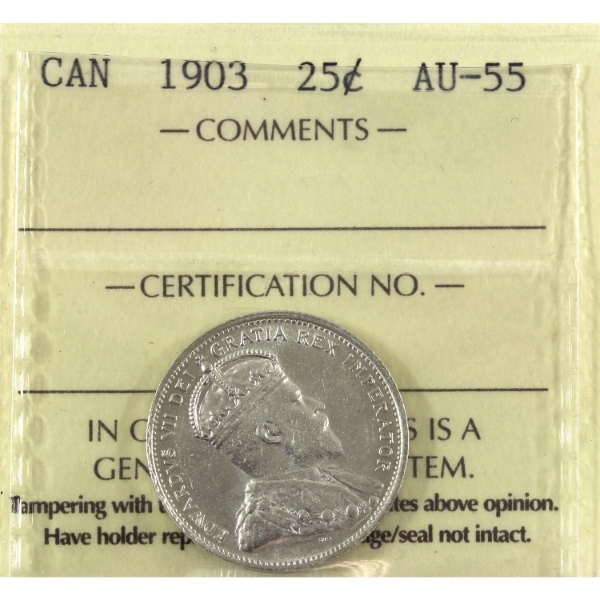 CAN 1903 25¢ AU-55
— COMMENTS —
— CERTIFICATION NO. —
EDWARDVS VII DEI GRATIA REX IMPERATOR
IN S IS A
GEN TEM.
Tampering with tes above opinion.
Have holder rep ge/seal not intact.